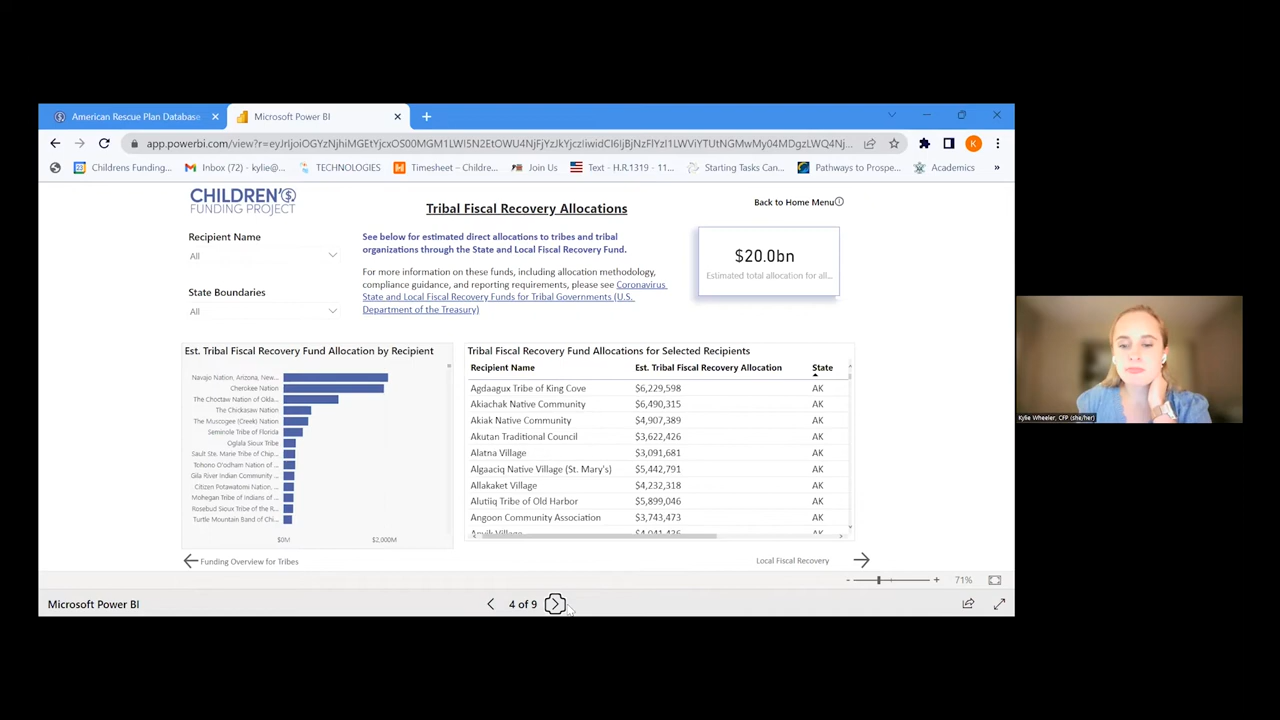 American Rescue Plan Database
Microsoft Power BI
app.powerbi.com/view?r=
Childrens Funding...
Inbox (72) - kylie@...
TECHNOLOGIES
Timesheet – Charity...
Join Us
Text - H.R.1319 - 11...
Starting Tasks Can...
Pathways to Prospe...
Academics
»
CHILDREN'S
FUNDING PROJECT
Tribal Fiscal Recovery Allocations
Back to Home Menu
Recipient Name
All
State Boundaries
All
See below for estimated direct allocations to tribes and tribal
organizations through the State and Local Fiscal Recovery Fund.
For more information on these funds, including allocation methodology,
compliance guidance, and reporting requirements, please see Coronavirus
State and Local Fiscal Recovery Funds for Tribal Governments (U.S.
Department of the Treasury)
$20.0bn
Estimated total allocation for all...
Est. Tribal Fiscal Recovery Fund Allocation by Recipient
Navajo Nation, Arizona, New...
Cherokee Nation
The Choctaw Nation of Okla...
The Chickasaw Nation
The Muscogee (Creek) Nation
Seminole Tribe of Florida
Oglala Sioux Tribe
Sault Ste. Marie Tribe of Chip...
Tohono O'odham Nation of ...
Gila River Indian Community ...
Citizen Potawatomi Nation, ...
Mohegan Tribe of Indians of ...
Rosebud Sioux Tribe of the R...
Turtle Mountain Band of Chi...
$0M $2,000M
Tribal Fiscal Recovery Fund Allocations for Selected Recipients
Recipient Name Est. Tribal Fiscal Recovery Allocation State
Agdaagux Tribe of King Cove $6,229,598 AK
Akiachak Native Community $6,490,315 AK
Akiak Native Community $4,907,389 AK
Akutan Traditional Council $3,622,426 AK
Alatna Village $3,091,681 AK
Algaaciq Native Village (St. Mary's) $5,442,791 AK
Allakaket Village $4,232,318 AK
Alutiiq Tribe of Old Harbor $5,899,046 AK
Angoon Community Association $3,743,473 AK
Funding Overview for Tribes
Local Fiscal Recovery
- + 71%
Microsoft Power BI
4 of 9
Kylie Wheeler, CFP (she/her)